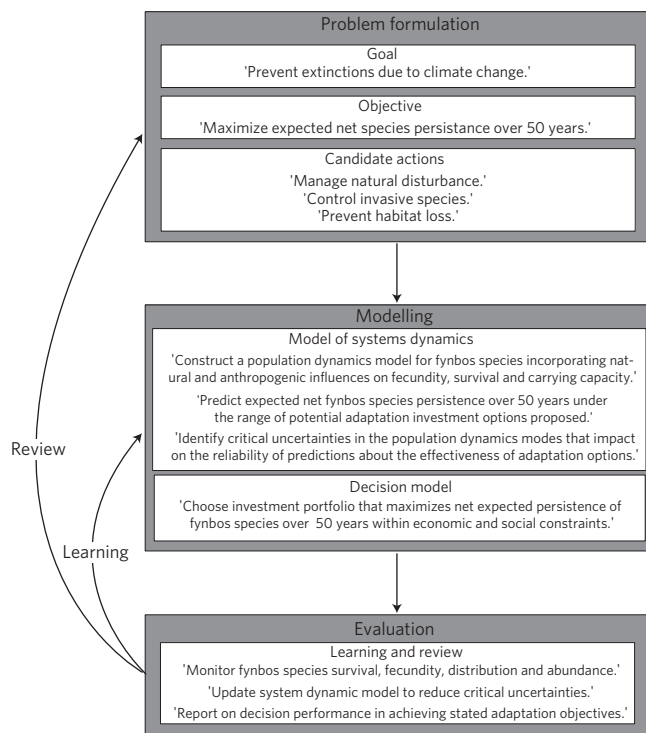 Problem formulation
Goal
'Prevent extinctions due to climate change.'
Objective
'Maximize expected net species persistance over 50 years.'
Candidate actions
'Manage natural disturbance.'
'Control invasive species.'
'Prevent habitat loss.'
Modelling
Model of systems dynamics
'Construct a population dynamics model for fynbos species incorporating nat-
ural and anthropogenic influences on fecundity, survival and carrying capacity.'
'Predict expected net fynbos species persistence over 50 years under
the range of potential adaptation investment options proposed.'
'Identify critical uncertainties in the population dynamics modes that impact
on the reliability of predictions about the effectiveness of adaptation options.'
Decision model
'Choose investment portfolio that maximizes net expected persistence of
fynbos species over 50 years within economic and social constraints.'
Review
Learning
Evaluation
Learning and review
'Monitor fynbos species survival, fecundity, distribution and abundance.'
'Update system dynamic model to reduce critical uncertainties.'
'Report on decision performance in achieving stated adaptation objectives.'